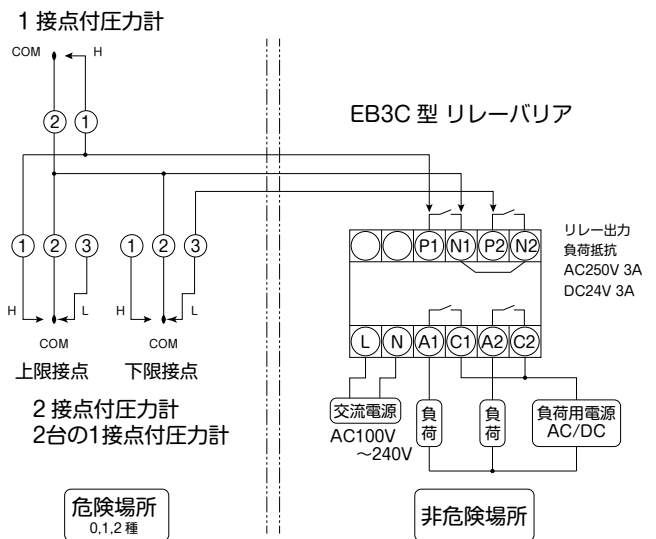 1 接点付圧力計
COM
H
2
1
EB3C 型 リレーバリア
1
2
3
1
2
3
P1
N1
P2
N2
リレー出力
負荷抵抗
AC250V 3A
DC24V 3A
H
L
H
L
COM
COM
上限接点
下限接点
L
N
A1
C1
A2
C2
2 接点付圧力計
2台の1接点付圧力計
交流電源
AC100V
～240V
負荷
負荷
負荷用電源
AC/DC
危険場所
0,1,2 種
非危険場所